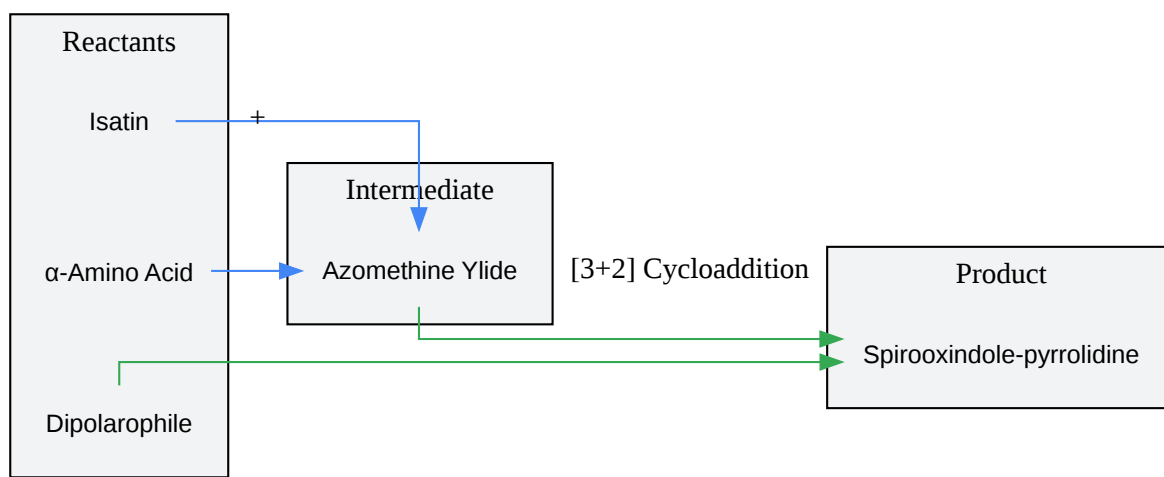 Reactants
Isatin
+
Intermediate
α-Amino Acid
Azomethine Ylide
[3+2] Cycloaddition
Product
Spirooxindole-pyrrolidine
Dipolarophile